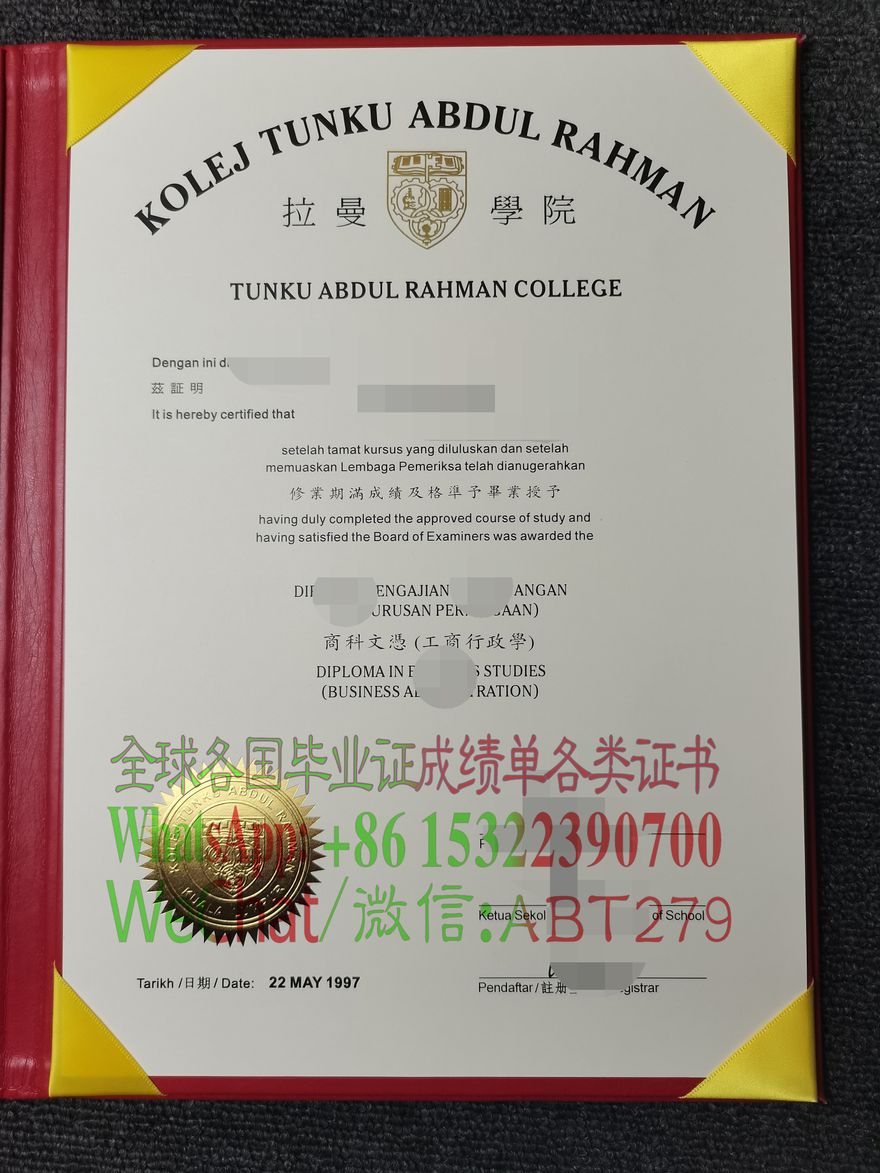 KOLEJ TUNKU ABDUL RAHMAN
拉曼 學院
TUNKU ABDUL RAHMAN COLLEGE
Dengan ini
茲証明
It is hereby certified that
setelah tamat kursus yang diluluskan dan setelah
memuaskan Lembaga Pemeriksa telah dianugerahkan
修業期滿成績及格準予畢業授予
having duly completed the approved course of study and
having satisfied the Board of Examiners was awarded the
商科文憑 (工商行政學)
DIPLOMA IN STUDIES
(BUSINESS
全球各国毕业证成绩单各类证书
WhatsApp: +86 15322390700
WeChat/微信:ABT279
KUALA LUMPUR
Ketua Sekol of School
Tarikh /日期 / Date: 22 MAY 1997
Pendaftar / 註册